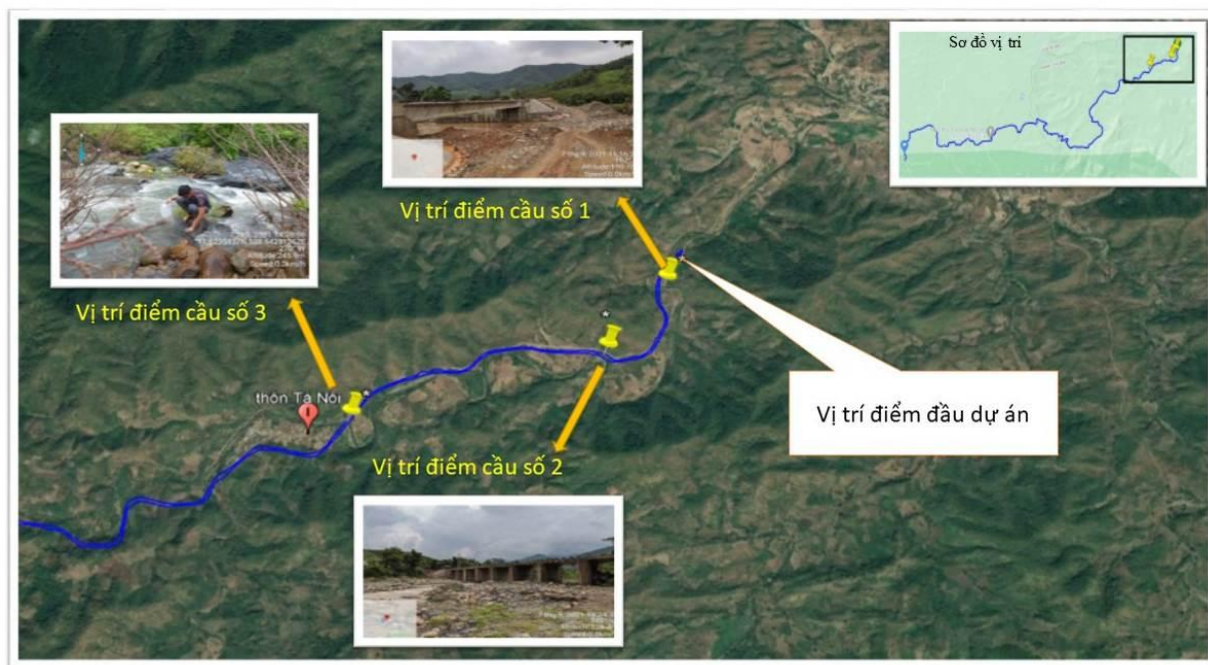 Sơ đồ vị trí
Vị trí điểm cầu số 1
Vị trí điểm cầu số 3
thôn Tà Nôi
Vị trí điểm đầu dự án
Vị trí điểm cầu số 2